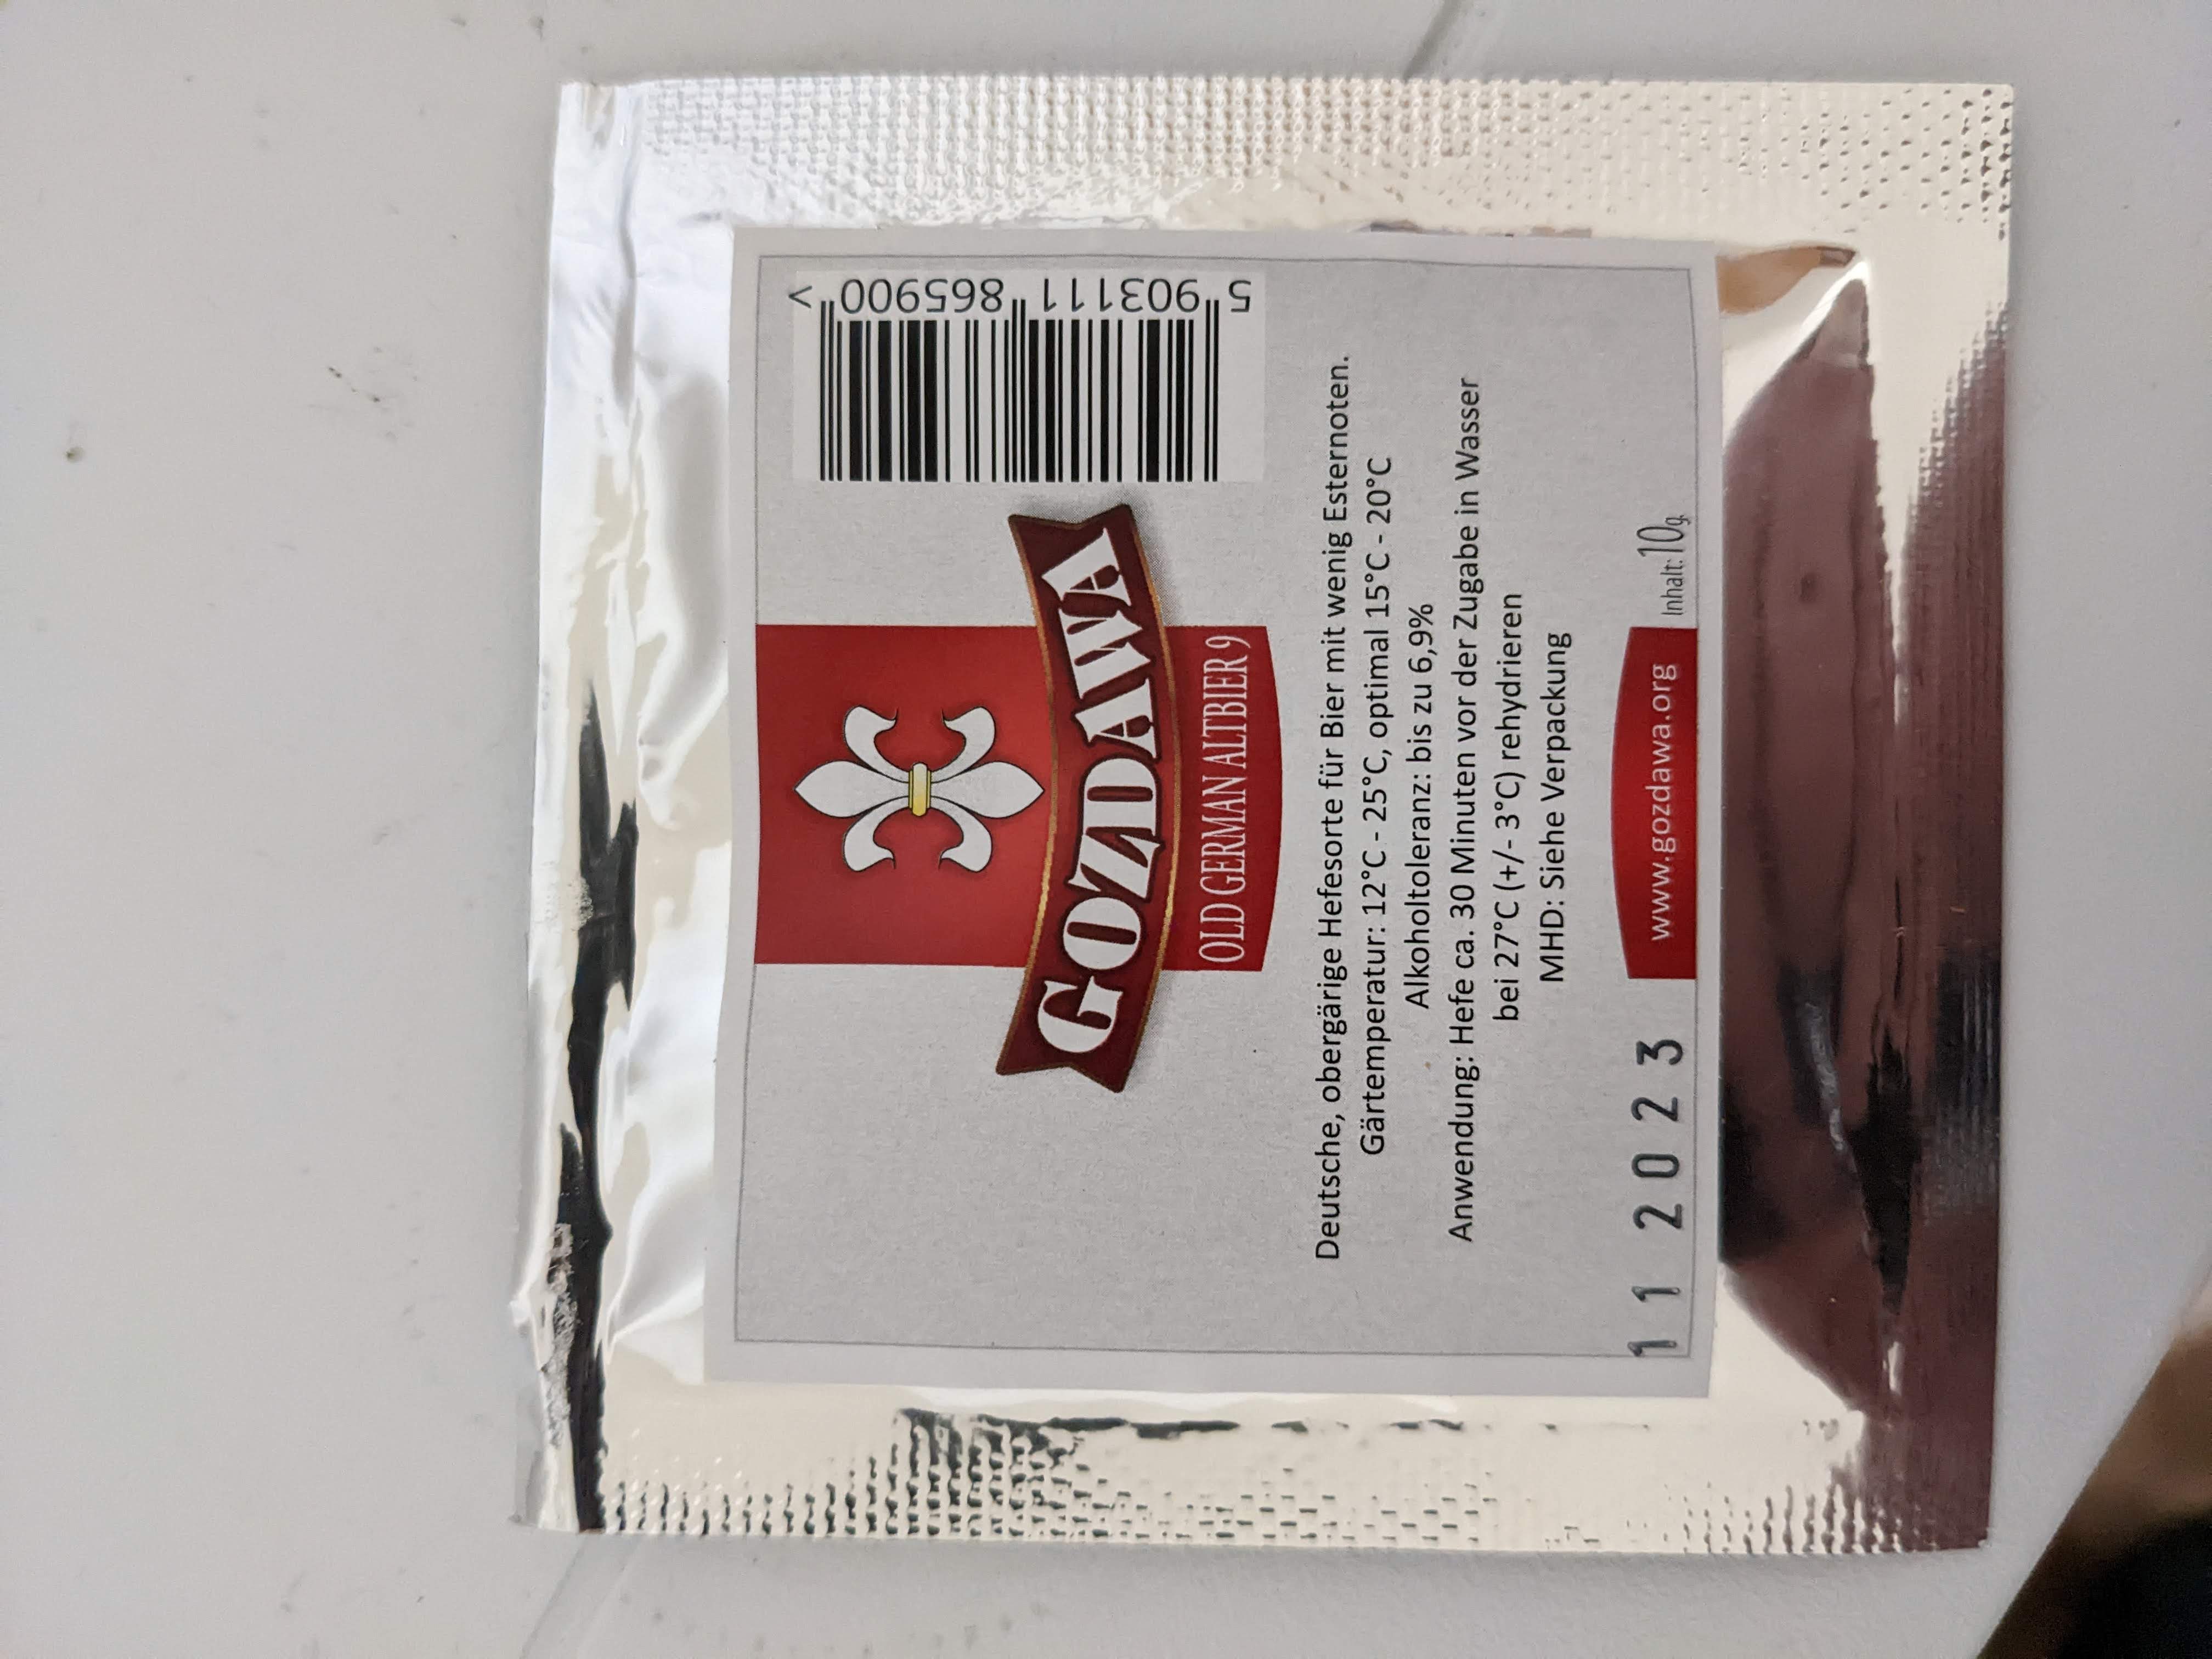 GOZDAWA
OLD GERMAN ALTBIER 9
5 903111 865900 >
Deutsche, obergärige Hefesorte für Bier mit wenig Esternoten.
Gärtemperatur: 12°C - 25°C, optimal 15°C - 20°C
Alkoholtoleranz: bis zu 6,9%
Anwendung: Hefe ca. 30 Minuten vor der Zugabe in Wasser
bei 27°C (+/- 3°C) rehydrieren
MHD: Siehe Verpackung
11 2023
www.gozdawa.org
Inhalt: 10g